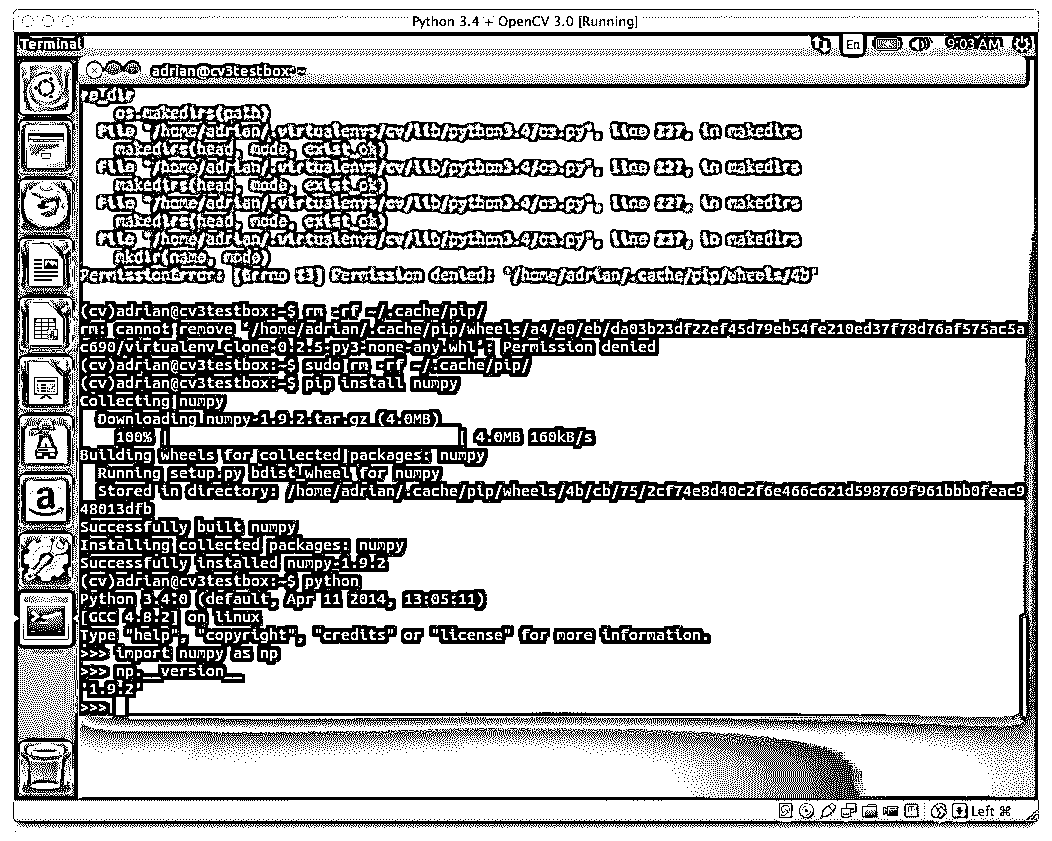 Python 3.4 + OpenCV 3.0 [Running]
Terminal
En
9:03 AM
adrian@cv3testbox: ~
re_dir
os.makedirs(path)
File "/home/adrian/.virtualenvs/cv/lib/python3.4/os.py", line 237, in makedirs
makedirs(head, mode, exist_ok)
File "/home/adrian/.virtualenvs/cv/lib/python3.4/os.py", line 227, in makedirs
makedirs(head, mode, exist_ok)
File "/home/adrian/.virtualenvs/cv/lib/python3.4/os.py", line 227, in makedirs
makedirs(head, mode, exist_ok)
File "/home/adrian/.virtualenvs/cv/lib/python3.4/os.py", line 237, in makedirs
mkdir(name, mode)
PermissionError: [Errno 13] Permission denied: '/home/adrian/.cache/pip/wheels/4b'
(cv)adrian@cv3testbox:~$ rm -rf ~/.cache/pip/
rm: cannot remove '/home/adrian/.cache/pip/wheels/a4/e0/eb/da03b23df22ef45d79eb54fe210ed37f78d76af575ac5a
c690/virtualenv_clone-0.2.5-py3-none-any.whl': Permission denied
(cv)adrian@cv3testbox:~$ sudo rm -rf ~/.cache/pip/
(cv)adrian@cv3testbox:~$ pip install numpy
Collecting numpy
Downloading numpy-1.9.2.tar.gz (4.0MB)
100% | | 4.0MB 160kB/s
Building wheels for collected packages: numpy
Running setup.py bdist_wheel for numpy
Stored in directory: /home/adrian/.cache/pip/wheels/4b/cb/75/2cf74e8d40c2f6e466c621d598769f961bbb0feac9
48013dfb
Successfully built numpy
Installing collected packages: numpy
Successfully installed numpy-1.9.2
(cv)adrian@cv3testbox:~$ python
Python 3.4.0 (default, Apr 11 2014, 13:05:11)
[GCC 4.8.2] on linux
Type "help", "copyright", "credits" or "license" for more information.
>>> import numpy as np
>>> np.__version__
'1.9.2'
>>>
Left ⌘